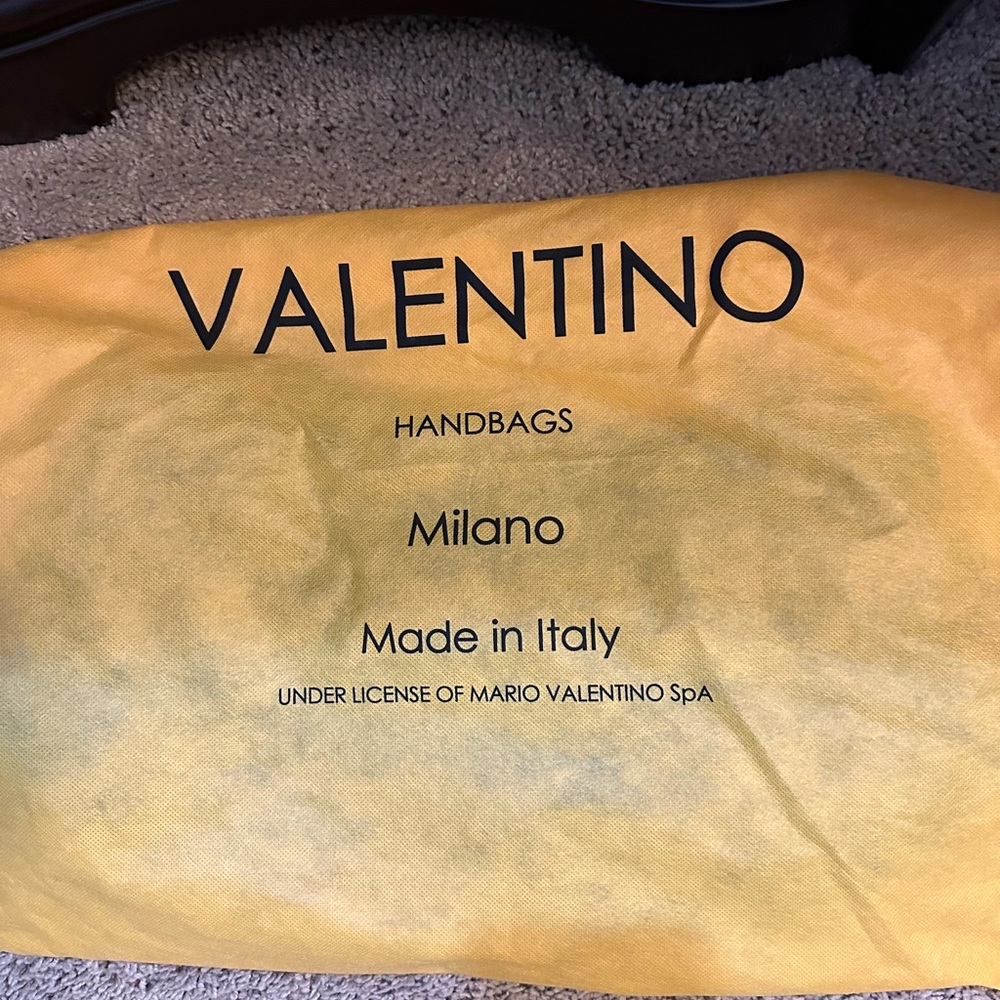 VALENTINO
HANDBAGS
Milano
Made in Italy
UNDER LICENSE OF MARIO VALENTINO SpA